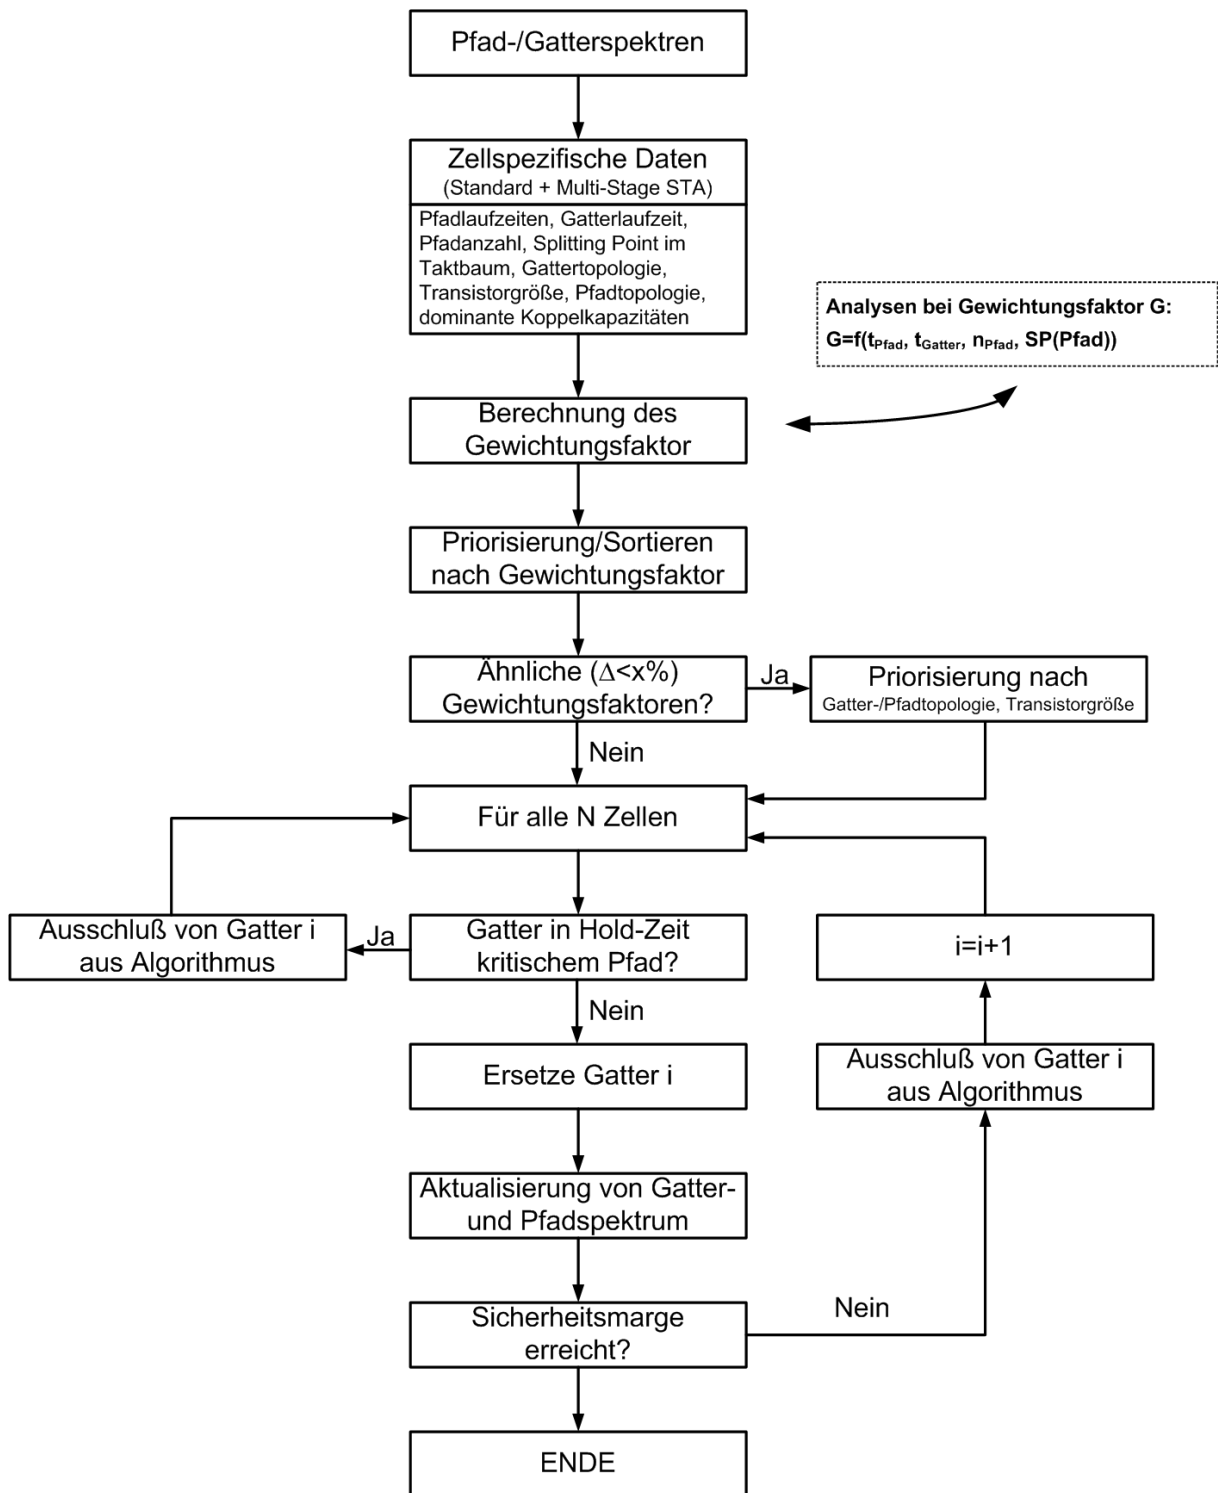 Pfad-/Gatterspektren
Zellspezifische Daten
(Standard + Multi-Stage STA)
Pfadlaufzeiten, Gatterlaufzeit,
Pfadanzahl, Splitting Point im
Taktbaum, Gattertopologie,
Transistorgröße, Pfadtopologie,
dominante Koppelkapazitäten
Analysen bei Gewichtungsfaktor G:
G=f(tPfad, tGatter, nPfad, SP(Pfad))
Berechnung des
Gewichtungsfaktor
Priorisierung/Sortieren
nach Gewichtungsfaktor
Ähnliche (Δ<x%)
Gewichtungsfaktoren?
Ja
Priorisierung nach
Gatter-/Pfadtopologie, Transistorgröße
Nein
Für alle N Zellen
Ausschluß von Gatter i
aus Algorithmus
Ja
Gatter in Hold-Zeit
kritischem Pfad?
i=i+1
Nein
Ersetze Gatter i
Ausschluß von Gatter i
aus Algorithmus
Aktualisierung von Gatter-
und Pfadspektrum
Sicherheitsmarge
erreicht?
Nein
ENDE